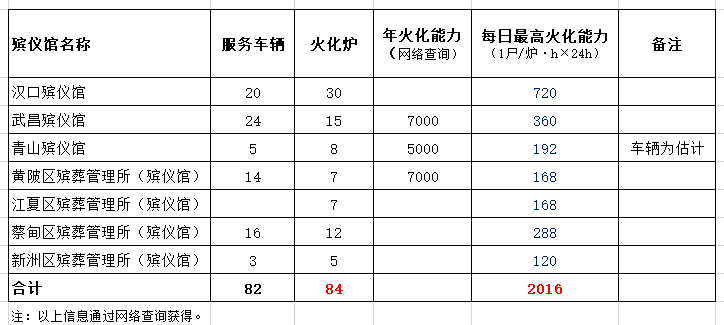 殡仪馆名称 服务车辆 火化炉 年火化能力 每日最高火化能力 备注
（网络查询） （1尸/炉·h×24h）
汉口殡仪馆 20 30 720
武昌殡仪馆 24 15 7000 360
青山殡仪馆 5 8 5000 192 车辆为估计
黄陂区殡葬管理所（殡仪馆） 14 7 7000 168
江夏区殡葬管理所（殡仪馆） 7 168
蔡甸区殡葬管理所（殡仪馆） 16 12 288
新洲区殡葬管理所（殡仪馆） 3 5 120
合计 82 84 2016
注：以上信息通过网络查询获得。